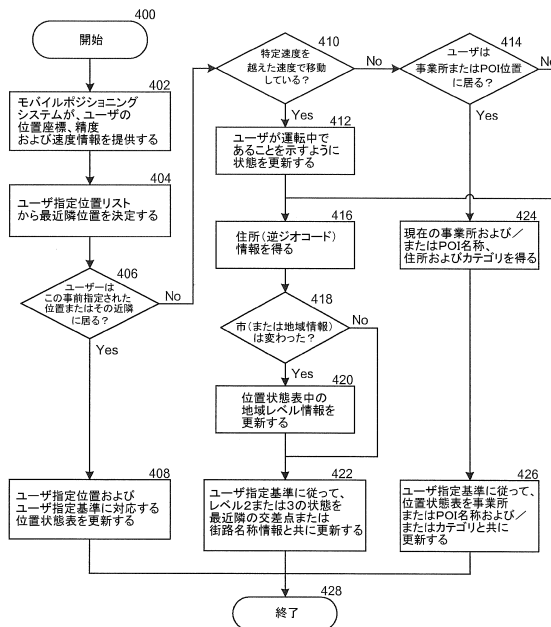 400
開始
402
モバイルポジショニング
システムが、ユーザの
位置座標、精度
および速度情報を提供する
404
ユーザ指定位置リスト
から最近隣位置を決定する
406
ユーザーは
この事前指定された
位置またはその近隣
に居る?
No
Yes
408
ユーザ指定位置および
ユーザ指定基準に対応する
位置状態表を更新する
410
特定速度を
越えた速度で移動
している?
No
Yes
412
ユーザが運転中で
あることを示すように
状態を更新する
416
住所(逆ジオコード)
情報を得る
418
市(または地域情報)
は変わった?
No
Yes
420
位置状態表中の
地域レベル情報を
更新する
422
ユーザ指定基準に従って、
レベル2または3の状態を
最近隣の交差点または
街路名称情報と共に更新する
414
ユーザは
事業所またはPOI位置
に居る?
No
Yes
424
現在の事業所および/
またはPOI名称、
住所およびカテゴリを得る
426
ユーザ指定基準に従って、
位置状態表を事業所
またはPOI名称および/
またはカテゴリと共に
更新する
428
終了